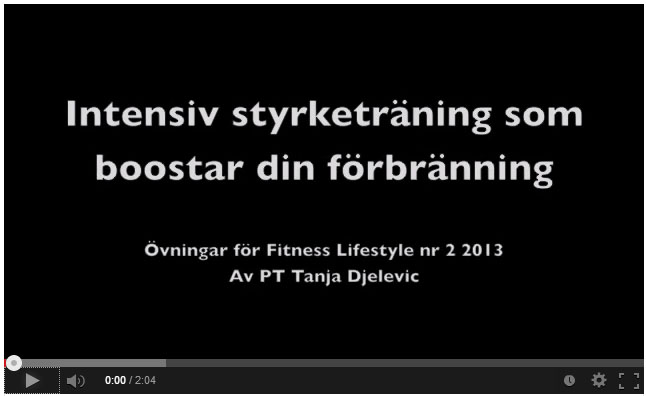 Intensiv styrketräning som
boostar din förbränning
Övningar för Fitness Lifestyle nr 2 2013
Av PT Tanja Djelevic
0:00 / 2:04